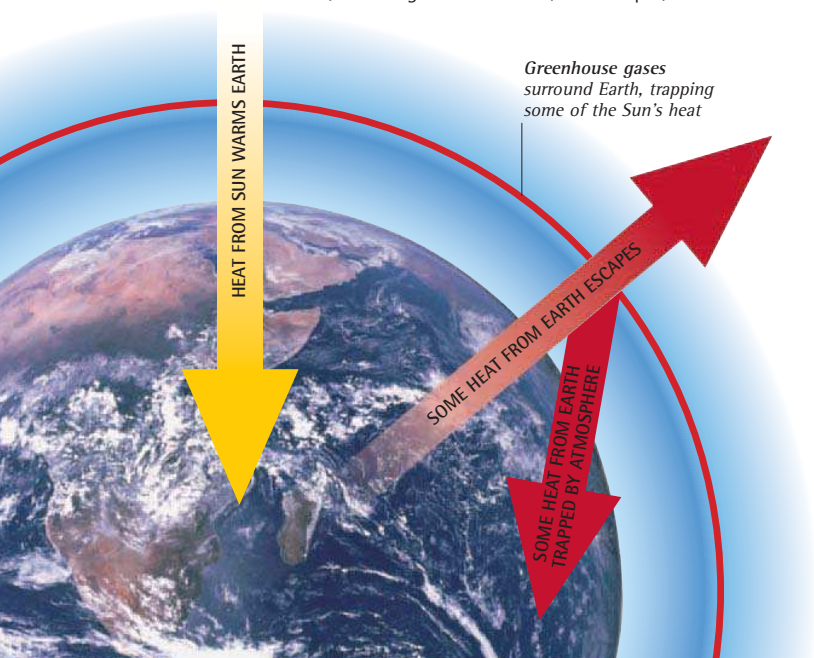 HEAT FROM SUN WARMS EARTH
Greenhouse gases
surround Earth, trapping
some of the Sun's heat
SOME HEAT FROM EARTH ESCAPES
SOME HEAT FROM EARTH
TRAPPED BY ATMOSPHERE